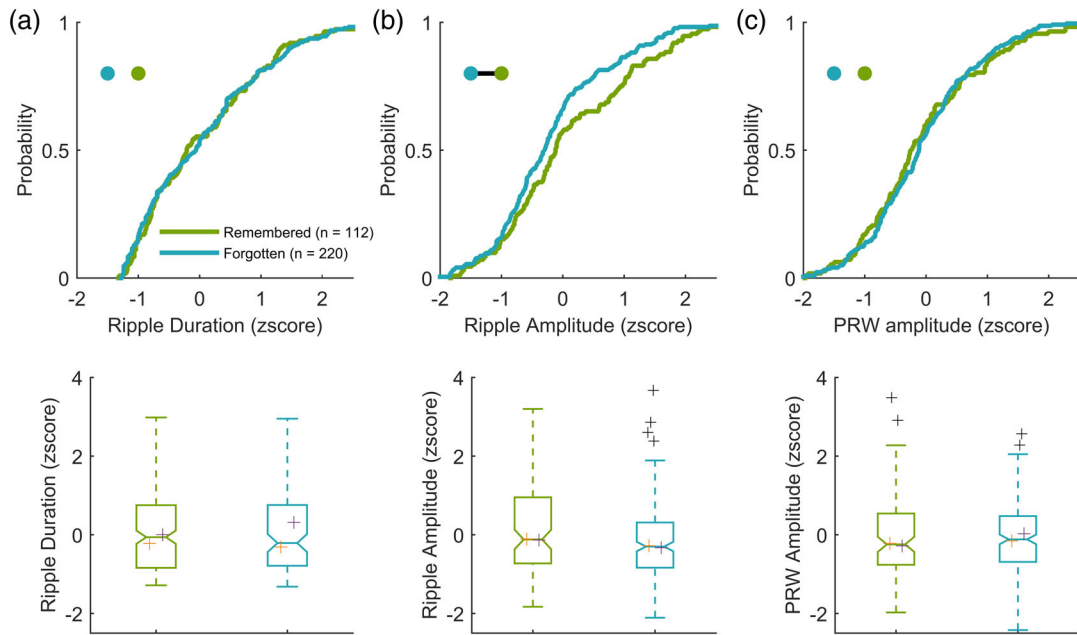 (a)
(b)
(c)
1
0.5
0
Probability
Remembered (n = 112)
Forgotten (n = 220)
-2
-1
0
1
2
Ripple Duration (zscore)
1
0.5
0
Probability
-2
-1
0
1
2
Ripple Amplitude (zscore)
1
0.5
0
Probability
-2
-1
0
1
2
PRW amplitude (zscore)
4
2
0
-2
Ripple Duration (zscore)
4
2
0
-2
Ripple Amplitude (zscore)
4
2
0
-2
PRW Amplitude (zscore)